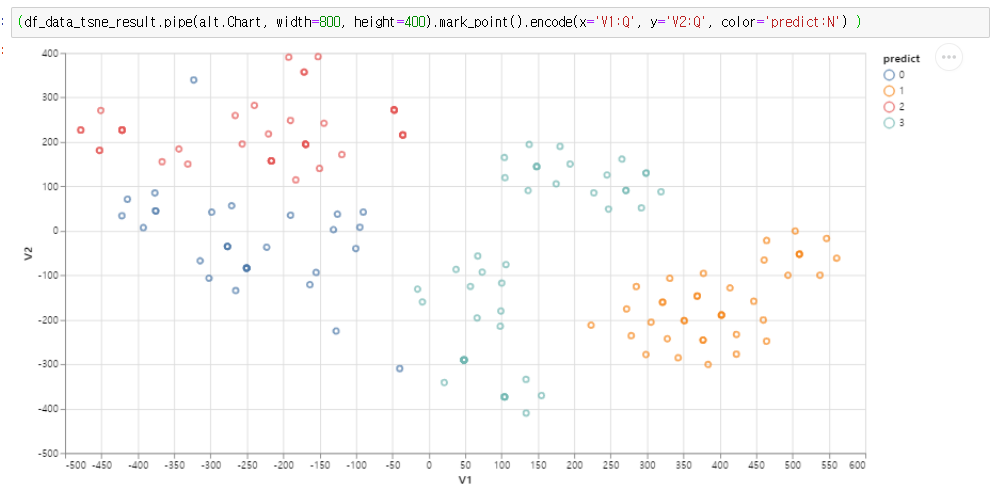 (df_data_tsne_result.pipe(alt.Chart, width=800, height=400).mark_point().encode(x='V1:Q', y='V2:Q', color='predict:N') )
400
300
200
100
0
-100
-200
-300
-400
-500
V2
-500 -450 -400 -350 -300 -250 -200 -150 -100 -50 0 50 100 150 200 250 300 350 400 450 500 550 600
V1
predict
0
1
2
3